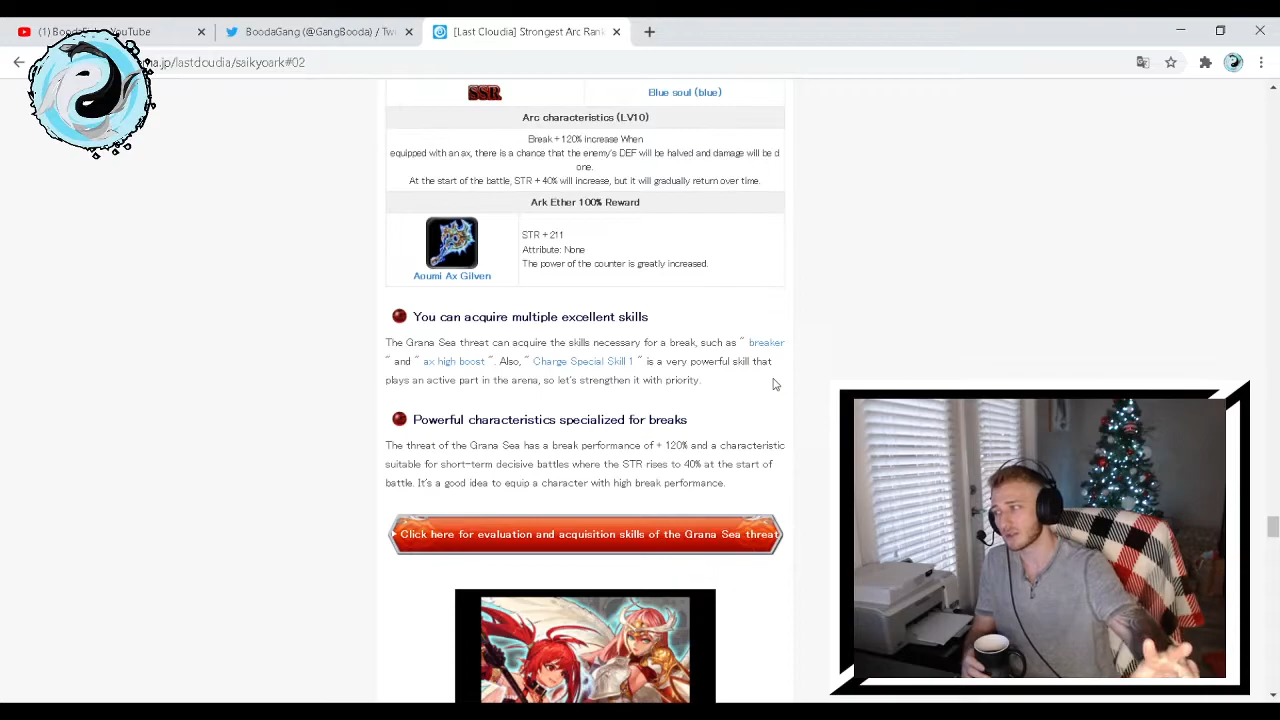 (1) Booda
YouTube
BoodaGang (@GangBooda) / Tw
[Last Cloudia] Strongest Arc Ran
/lastcloudia/saikyoark#02
SSR
Blue soul (blue)
Arc characteristics (LV10)
Break + 120% increase When
equipped with an ax, there is a chance that the enemy's DEF will be halved and damage will be d
one.
At the start of the battle, STR + 40% will increase, but it will gradually return over time.
Ark Ether 100% Reward
STR + 211
Attribute: None
The power of the counter is greatly increased.
Aoumi Ax Gilven
You can acquire multiple excellent skills
The Grana Sea threat can acquire the skills necessary for a break, such as " breaker
" and " ax high boost ". Also, " Charge Special Skill 1 " is a very powerful skill that
plays an active part in the arena, so let's strengthen it with priority.
Powerful characteristics specialized for breaks
The threat of the Grana Sea has a break performance of + 120% and a characteristic
suitable for short-term decisive battles where the STR rises to 40% at the start of
battle. It's a good idea to equip a character with high break performance.
Click here for evaluation and acquisition skills of the Grana Sea threat